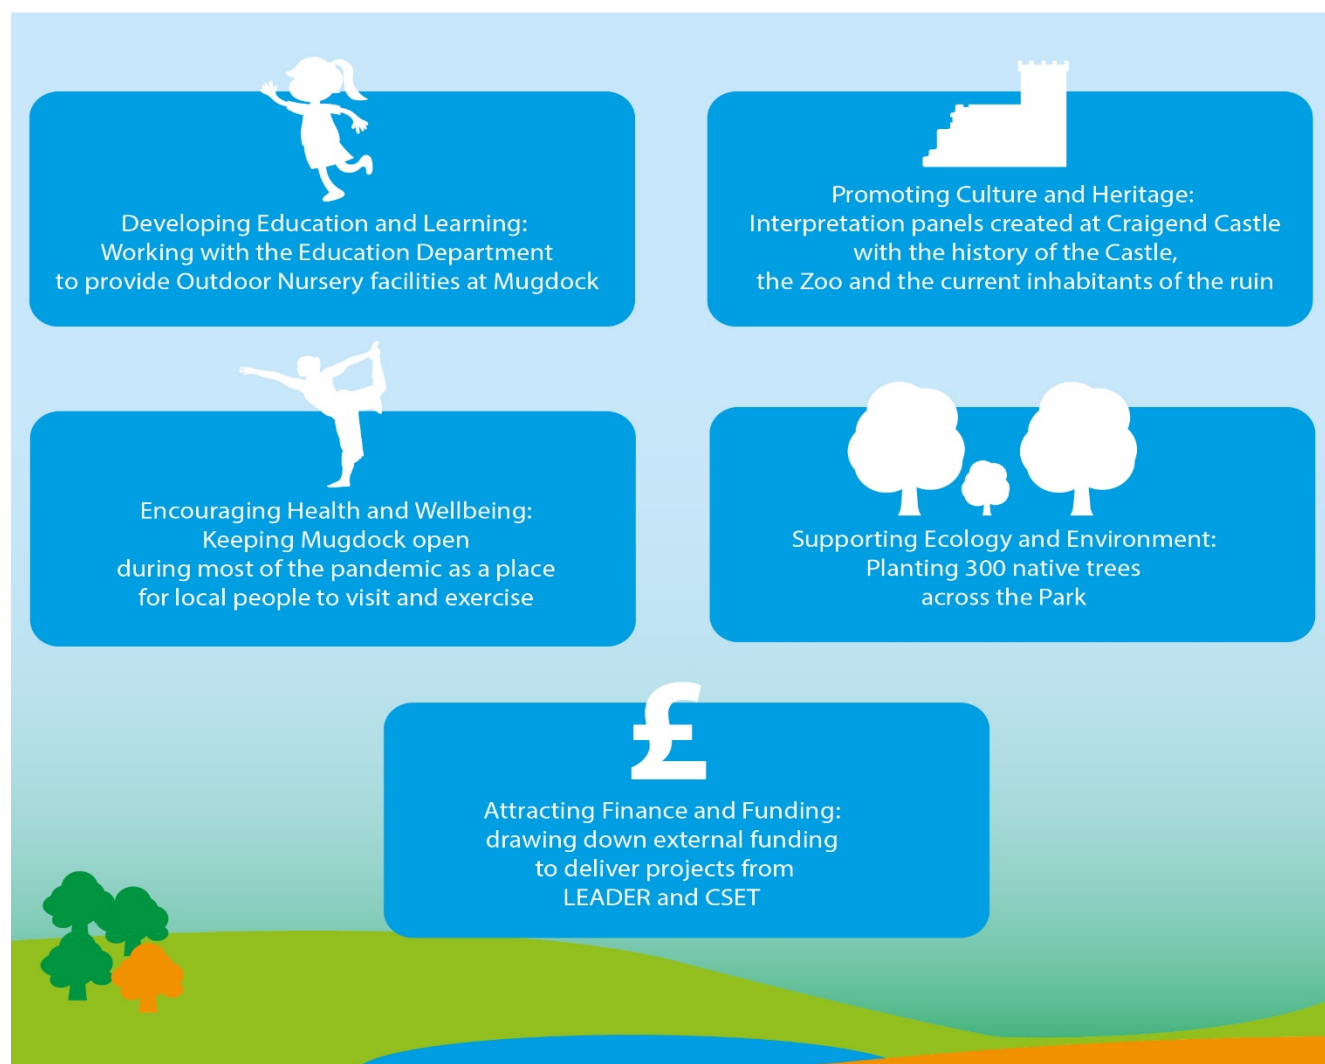 Developing Education and Learning:
Working with the Education Department
to provide Outdoor Nursery facilities at Mugdock
Promoting Culture and Heritage:
Interpretation panels created at Craigend Castle
with the history of the Castle,
the Zoo and the current inhabitants of the ruin
Encouraging Health and Wellbeing:
Keeping Mugdock open
during most of the pandemic as a place
for local people to visit and exercise
Supporting Ecology and Environment:
Planting 300 native trees
across the Park
£
Attracting Finance and Funding:
drawing down external funding
to deliver projects from
LEADER and CSET